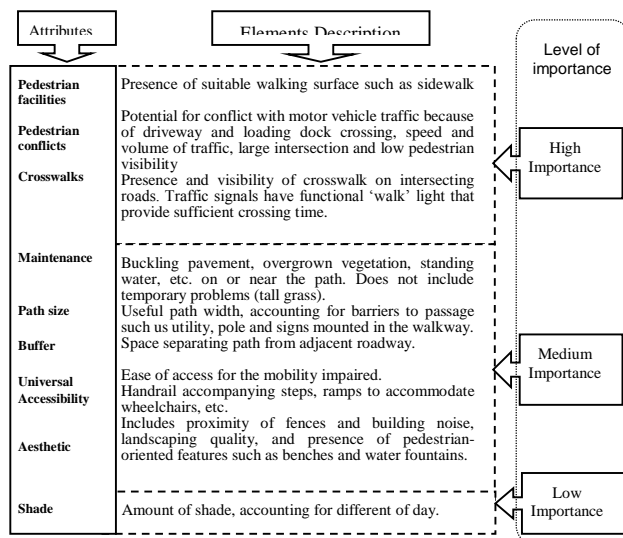 Attributes
Elements Description
Level of
importance
Pedestrian
facilities
Presence of suitable walking surface such as sidewalk
Pedestrian
conflicts
Potential for conflict with motor vehicle traffic because
of driveway and loading dock crossing, speed and
volume of traffic, large intersection and low pedestrian
visibility
Crosswalks
Presence and visibility of crosswalk on intersecting
roads. Traffic signals have functional ‘walk’ light that
provide sufficient crossing time.
High
Importance
Maintenance
Buckling pavement, overgrown vegetation, standing
water, etc. on or near the path. Does not include
temporary problems (tall grass).
Path size
Useful path width, accounting for barriers to passage
such us utility, pole and signs mounted in the walkway.
Buffer
Space separating path from adjacent roadway.
Universal
Accessibility
Ease of access for the mobility impaired.
Handrail accompanying steps, ramps to accommodate
wheelchairs, etc.
Aesthetic
Includes proximity of fences and building noise,
landscaping quality, and presence of pedestrian-
oriented features such as benches and water fountains.
Medium
Importance
Shade
Amount of shade, accounting for different of day.
Low
Importance